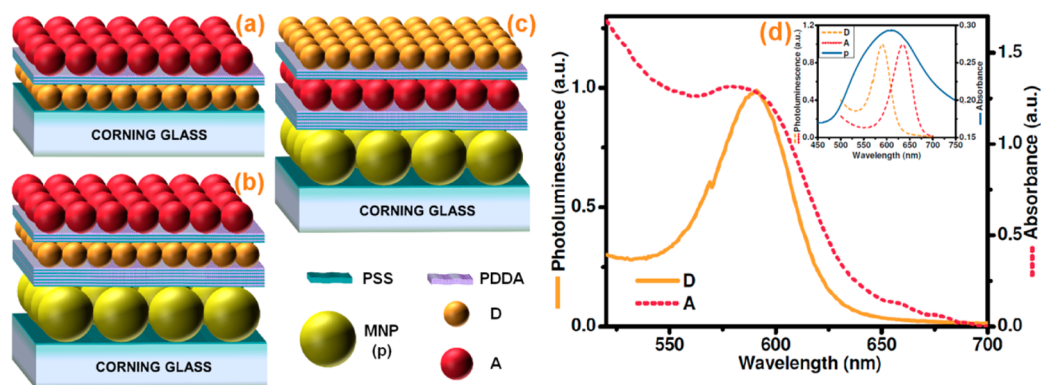 (a)
CORNING GLASS
(b)
CORNING GLASS
(c)
CORNING GLASS
PSS
PDDA
MNP
(p)
D
A
(d)
Photoluminescence (a.u.)
1.0
0.5
0.0
550
600
650
700
Wavelength (nm)
D
A
Absorbance (a.u.)
1.5
1.0
0.5
0.0
Photoluminescence (a.u.)
1.2
0.8
0.4
0.0
450 500 550 600 650 700 750
Wavelength (nm)
D
A
p
Absorbance
0.30
0.25
0.20
0.15